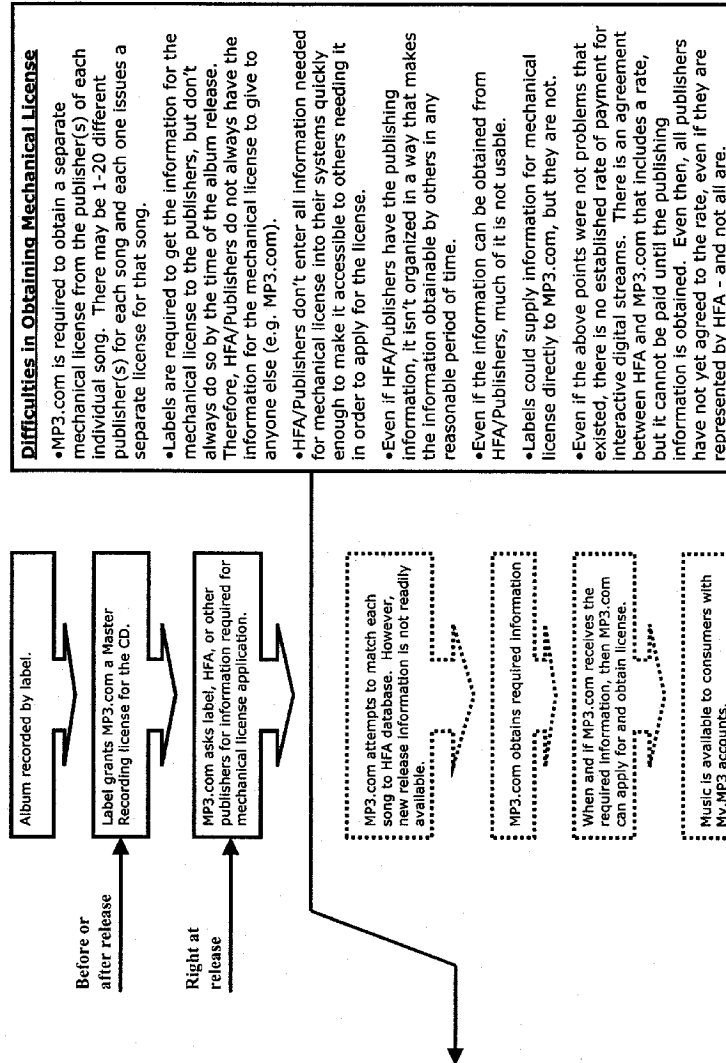 Album recorded by label.
Before or
after release
Label grants MP3.com a Master
Recording license for the CD.
Right at
release
MP3.com asks label, HFA, or other
publishers for information required for
mechanical license application.
MP3.com attempts to match each
song to HFA database. However,
new release information is not readily
available.
MP3.com obtains required information
When and if MP3.com receives the
required information, then MP3.com
can apply for and obtain license.
Music is available to consumers with
My.MP3 accounts.
Difficulties in Obtaining Mechanical License
•MP3.com is required to obtain a separate
mechanical license from the publisher(s) of each
individual song. There may be 1-20 different
publisher(s) for each song and each one issues a
separate license for that song.
•Labels are required to get the information for the
mechanical license to the publishers, but don't
always do so by the time of the album release.
Therefore, HFA/Publishers do not always have the
information for the mechanical license to give to
anyone else (e.g. MP3.com).
•HFA/Publishers don't enter all information needed
for mechanical license into their systems quickly
enough to make it accessible to others needing it
in order to apply for the license.
•Even if HFA/Publishers have the publishing
information, it isn't organized in a way that makes
the information obtainable by others in any
reasonable period of time.
•Even if the information can be obtained from
HFA/Publishers, much of it is not usable.
•Labels could supply information for mechanical
license directly to MP3.com, but they are not.
•Even if the above points were not problems that
existed, there is no established rate of payment for
interactive digital streams. There is an agreement
between HFA and MP3.com that includes a rate,
but it cannot be paid until the publishing
information is obtained. Even then, all publishers
have not yet agreed to the rate, even if they are
represented by HFA - and not all are.